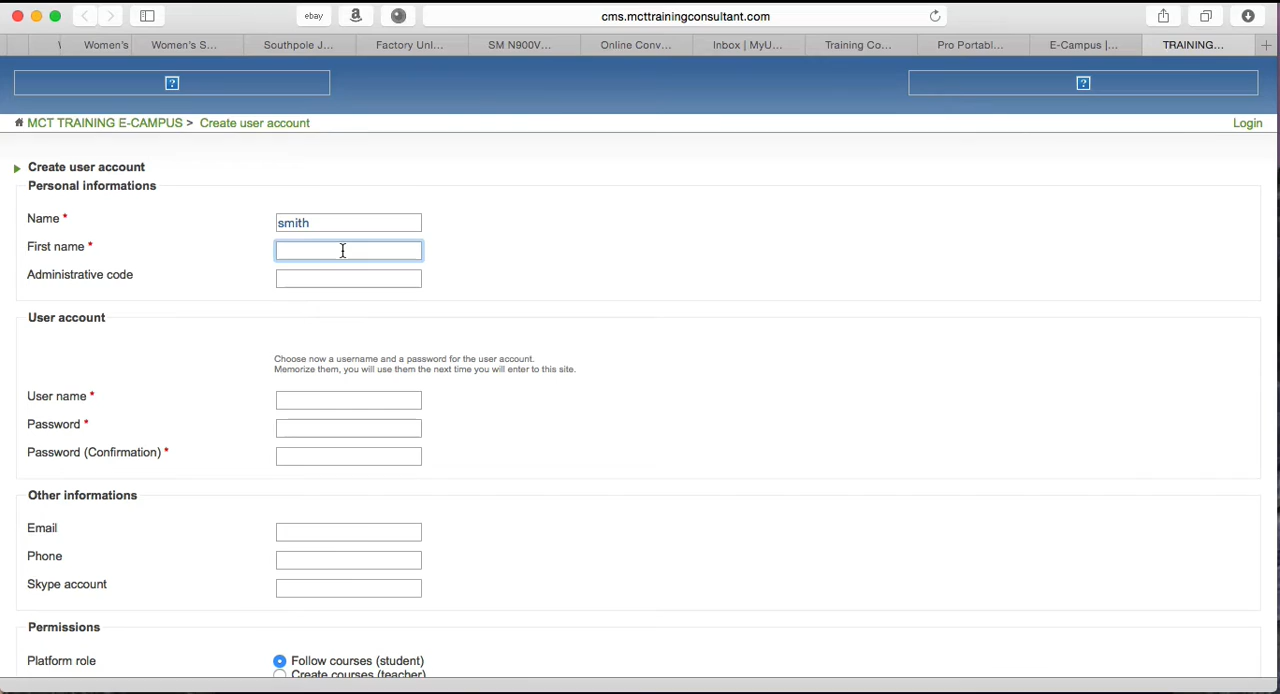 ebay
a
cms.mcttrainingconsultant.com
Women's
Women's S...
Southpole J...
Factory Unl...
SM N900V...
Online Conv...
Inbox | MyU...
Training Co...
Pro Portabl...
E-Campus |...
TRAINING...
MCT TRAINING E-CAMPUS > Create user account
Login
Create user account
Personal informations
Name *
smith
First name *
Administrative code
User account
Choose now a username and a password for the user account.
Memorize them, you will use them the next time you will enter to this site.
User name *
Password *
Password (Confirmation) *
Other informations
Email
Phone
Skype account
Permissions
Platform role
Follow courses (student)
Create courses (teacher)